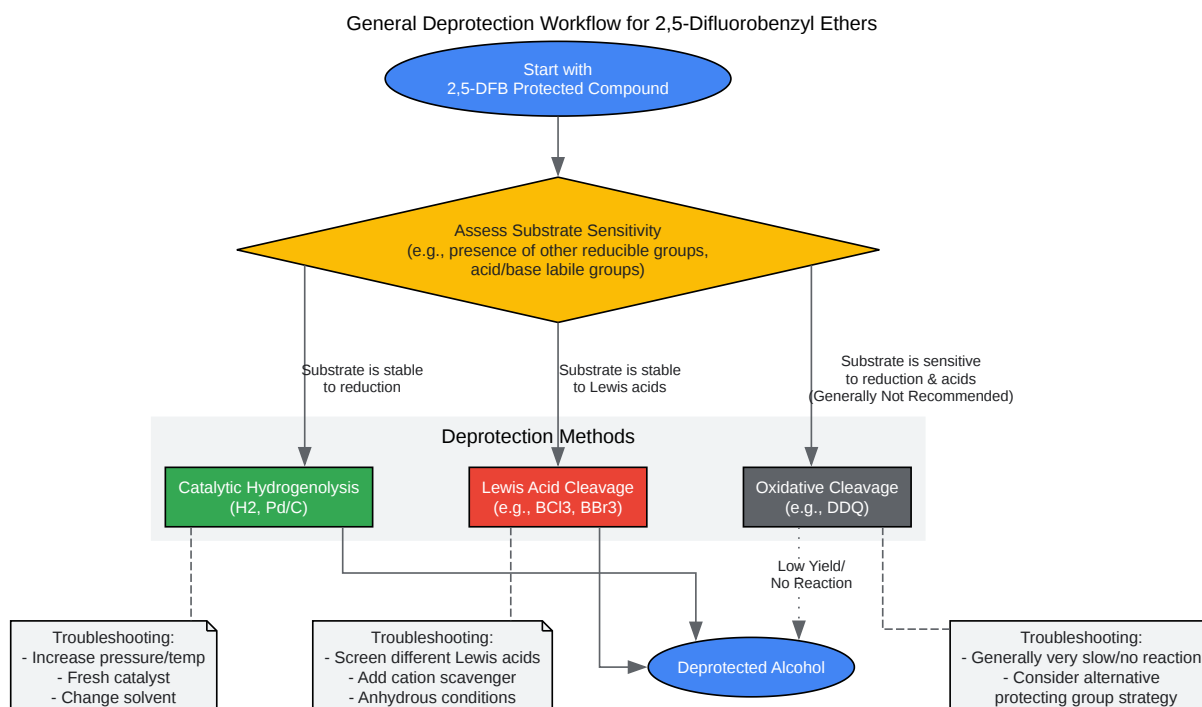 General Deprotection Workflow for 2,5-Difluorobenzyl Ethers
Start with
2,5-DFB Protected Compound
Assess Substrate Sensitivity
(e.g., presence of other reducible groups,
acid/base labile groups)
Substrate is stable
to reduction
Substrate is stable
to Lewis acids
Substrate is sensitive
to reduction & acids
(Generally Not Recommended)
Deprotection Methods
Catalytic Hydrogenolysis
(H2, Pd/C)
Lewis Acid Cleavage
(e.g., BCl3, BBr3)
Oxidative Cleavage
(e.g., DDQ)
Low Yield/
No Reaction
Troubleshooting:
- Increase pressure/temp
- Fresh catalyst
- Change solvent
Troubleshooting:
- Screen different Lewis acids
- Add cation scavenger
- Anhydrous conditions
Deprotected Alcohol
Troubleshooting:
- Generally very slow/no reaction
- Consider alternative
protecting group strategy